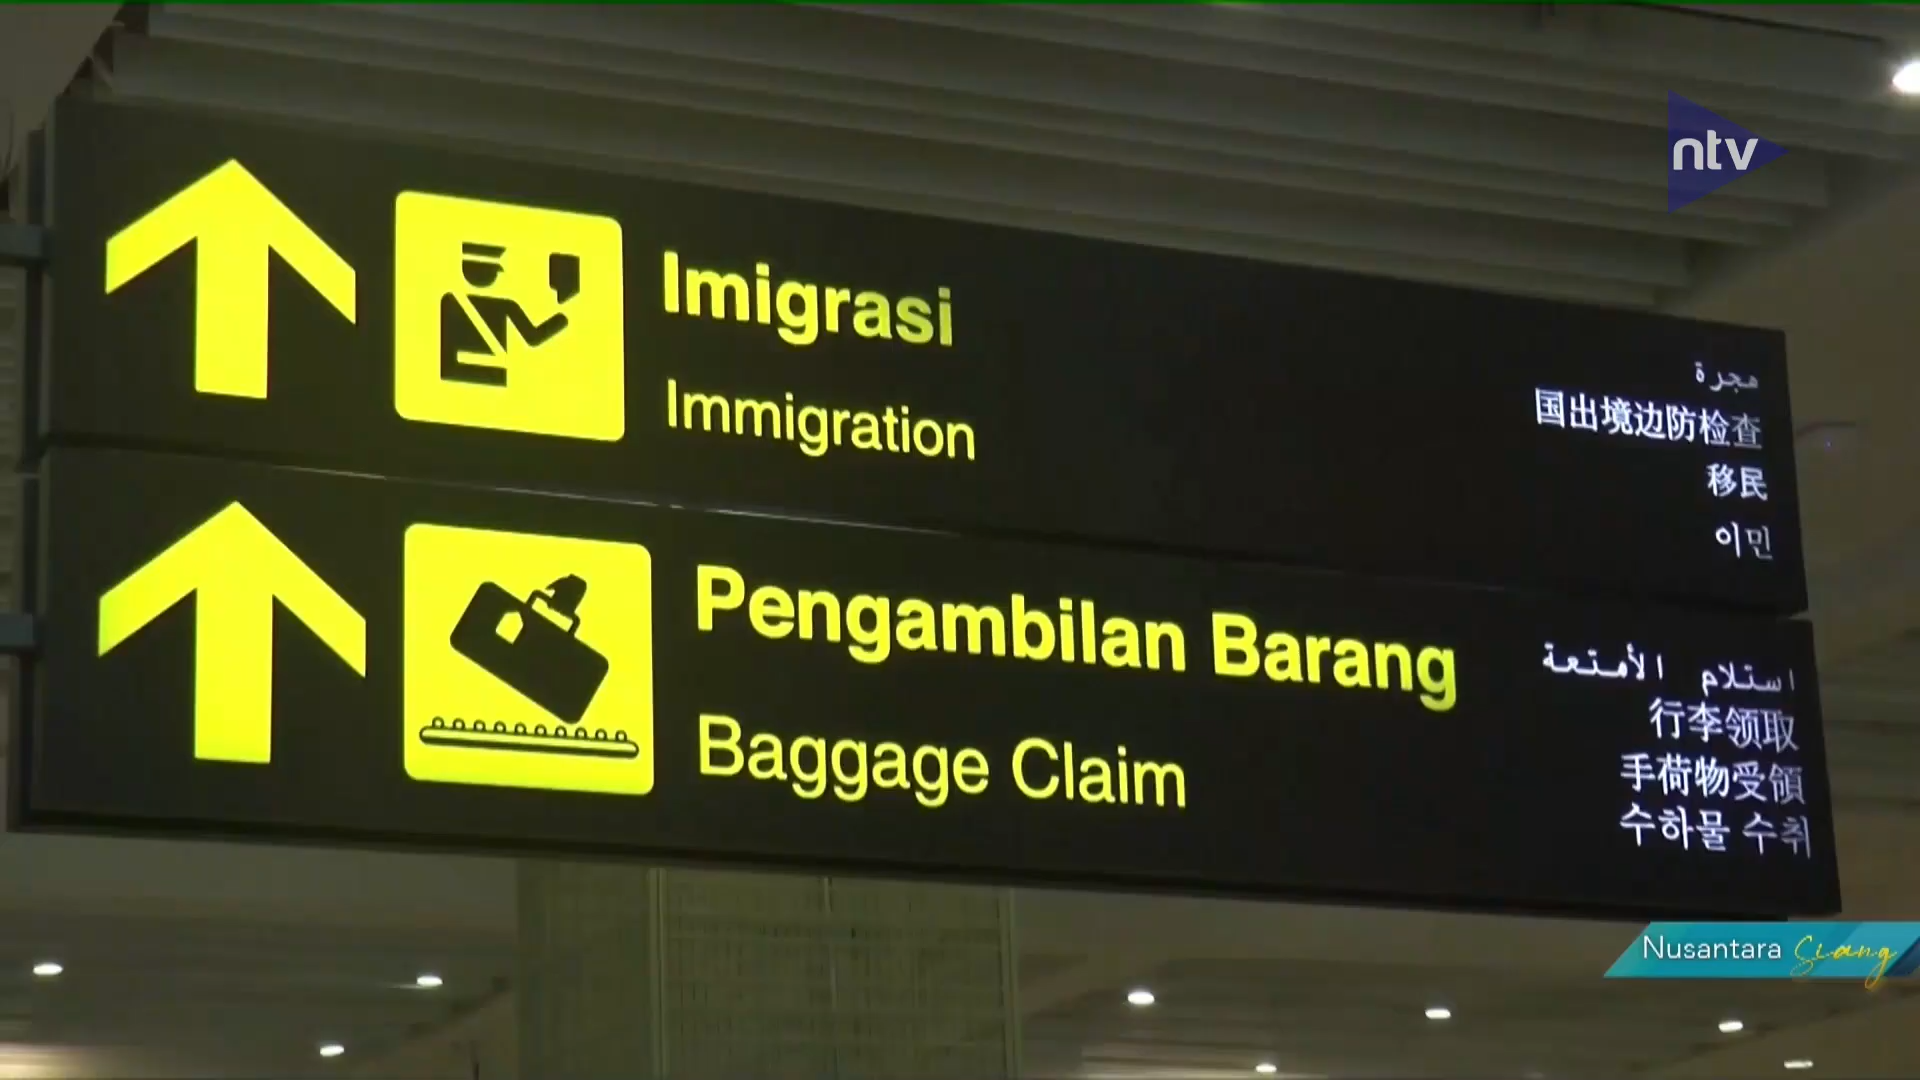 ntv
Imigrasi
Immigration
هجرة
国出境边防检查
移民
이민
Pengambilan Barang
Baggage Claim
استلام الأمتعة
行李领取
手荷物受領
수하물 수취
Nusantara Siang